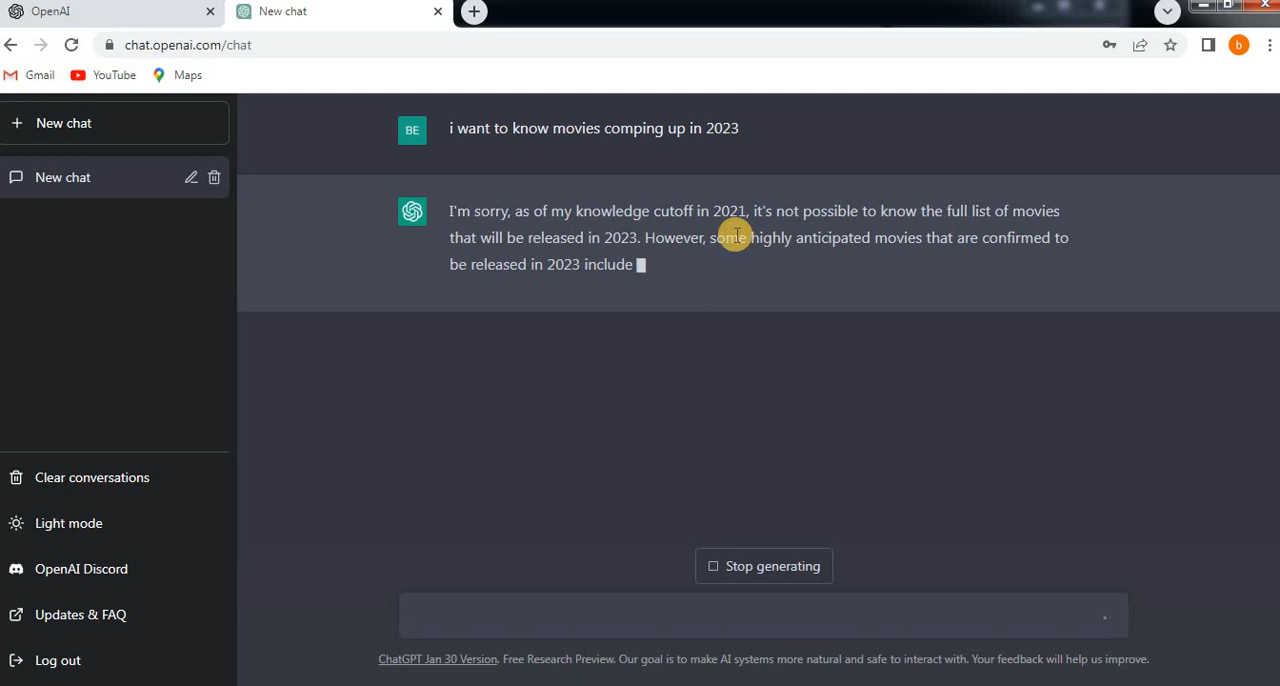 OpenAI
New chat
chat.openai.com/chat
b
Gmail YouTube Maps
New chat
New chat
Clear conversations
Light mode
OpenAI Discord
Updates & FAQ
Log out
BE
i want to know movies comping up in 2023
I'm sorry, as of my knowledge cutoff in 2021, it's not possible to know the full list of movies
that will be released in 2023. However, some highly anticipated movies that are confirmed to
be released in 2023 include
Stop generating
ChatGPT Jan 30 Version. Free Research Preview. Our goal is to make AI systems more natural and safe to interact with. Your feedback will help us improve.